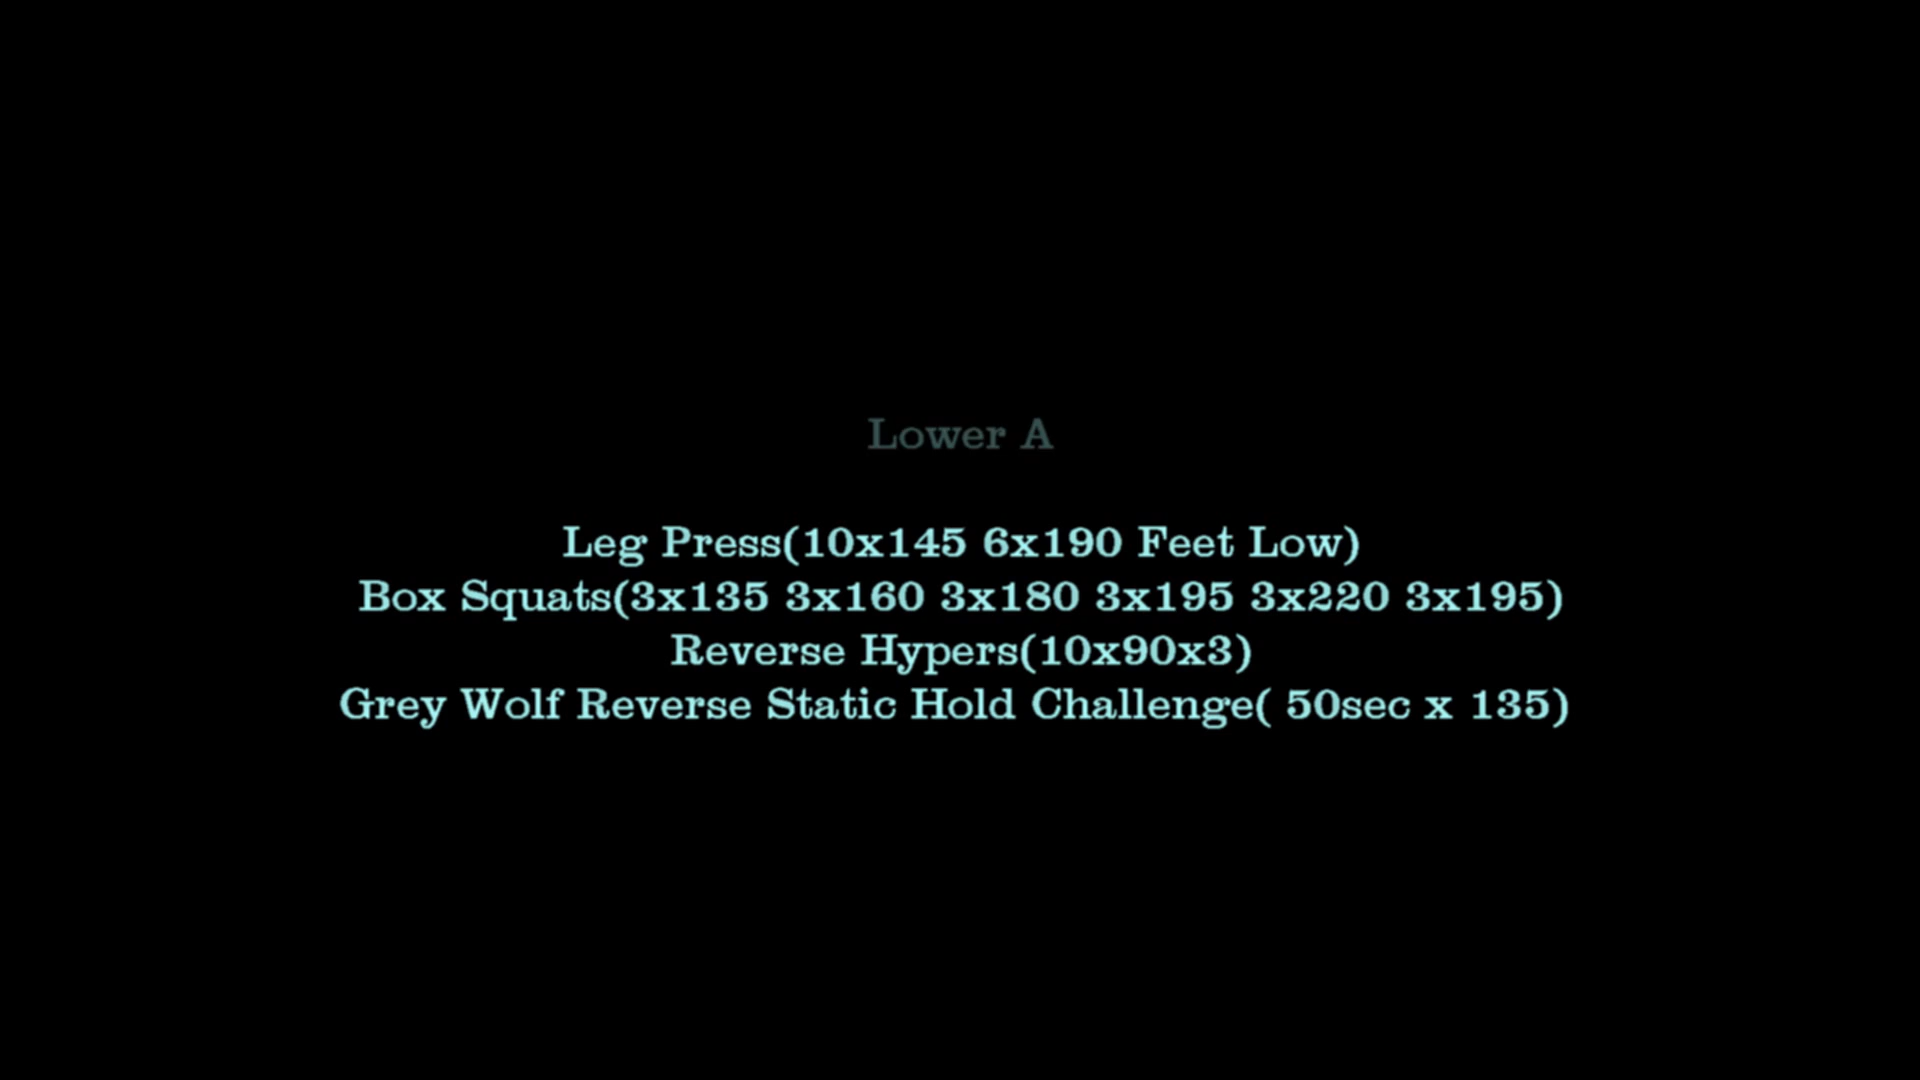 Lower A
Leg Press(10x145 6x190 Feet Low)
Box Squats(3x135 3x160 3x180 3x195 3x220 3x195)
Reverse Hypers(10x90x3)
Grey Wolf Reverse Static Hold Challenge( 50sec x 135)